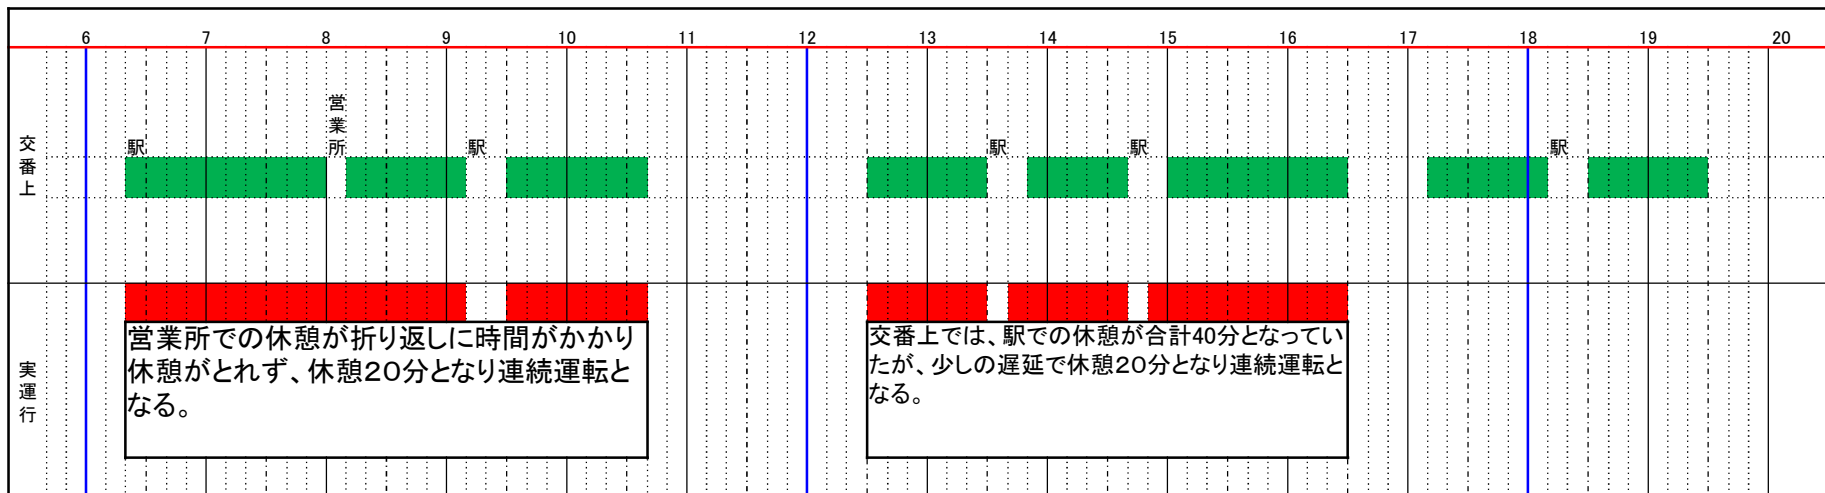 6 7 8 9 10 11 12 13 14 15 16 17 18 19 20
交番上
駅
営業所
駅
駅
駅
駅
実運行
営業所での休憩が折り返しに時間がかかり
休憩がとれず、休憩２０分となり連続運転と
なる。
交番上では、駅での休憩が合計40分となってい
たが、少しの遅延で休憩２０分となり連続運転と
なる。